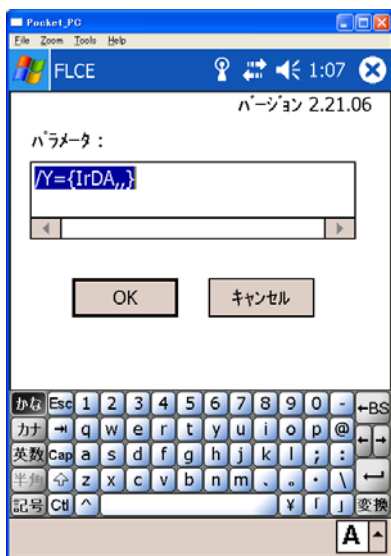 Pocket_PC
File Zoom Tools Help
FLCE 1:07
バージョン 2.21.06
パラメータ :
/Y={IrDA,,}
OK キャンセル
かな Esc 1 2 3 4 5 6 7 8 9 0 - ←BS
カナ q w e r t y u i o p @ ← →
英数 Cap a s d f g h j k l ; :
半角 z x c v b n m 、 。 ・ \
記号 Ctl ^ ¥ 「 」 変換
A